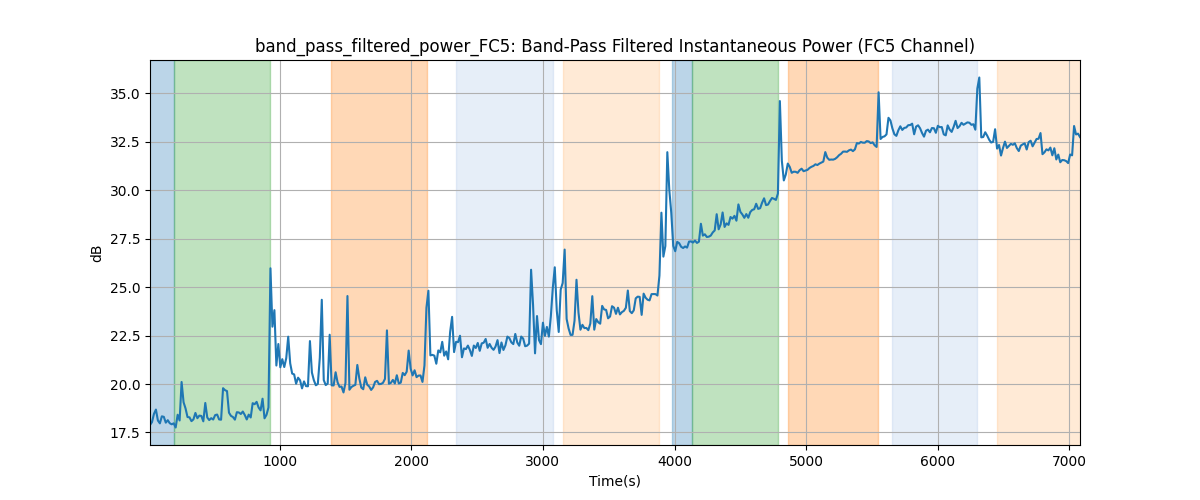 band_pass_filtered_power_FC5: Band-Pass Filtered Instantaneous Power (FC5 Channel)
35.0
32.5
30.0
27.5
25.0
22.5
20.0
17.5
dB
1000 2000 3000 4000 5000 6000 7000
Time(s)